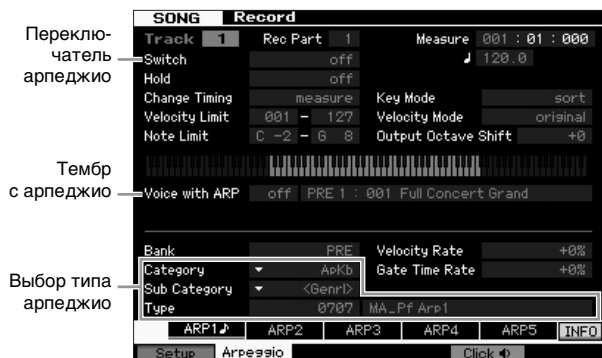 SONG Record
Track 1 Rec Part 1 Measure 001 : 01 : 000
Переклю-
чатель
арпеджио
Switch off ♩ 120.0
Hold off
Change Timing measure Key Mode sort
Velocity Limit 001 – 127 Velocity Mode original
Note Limit C -2 – G 8 Output Octave Shift +0
Тембр
с арпеджио
Voice with ARP off PRE 1 : 001 Full Concert Grand
Bank PRE Velocity Rate +0%
Category ApKb Gate Time Rate +0%
Sub Category <Genrl>
Выбор типа
арпеджио
Type 0707 MA_Pf Arp1
ARP1♪ ARP2 ARP3 ARP4 ARP5 INFO
Setup Arpeggio Click